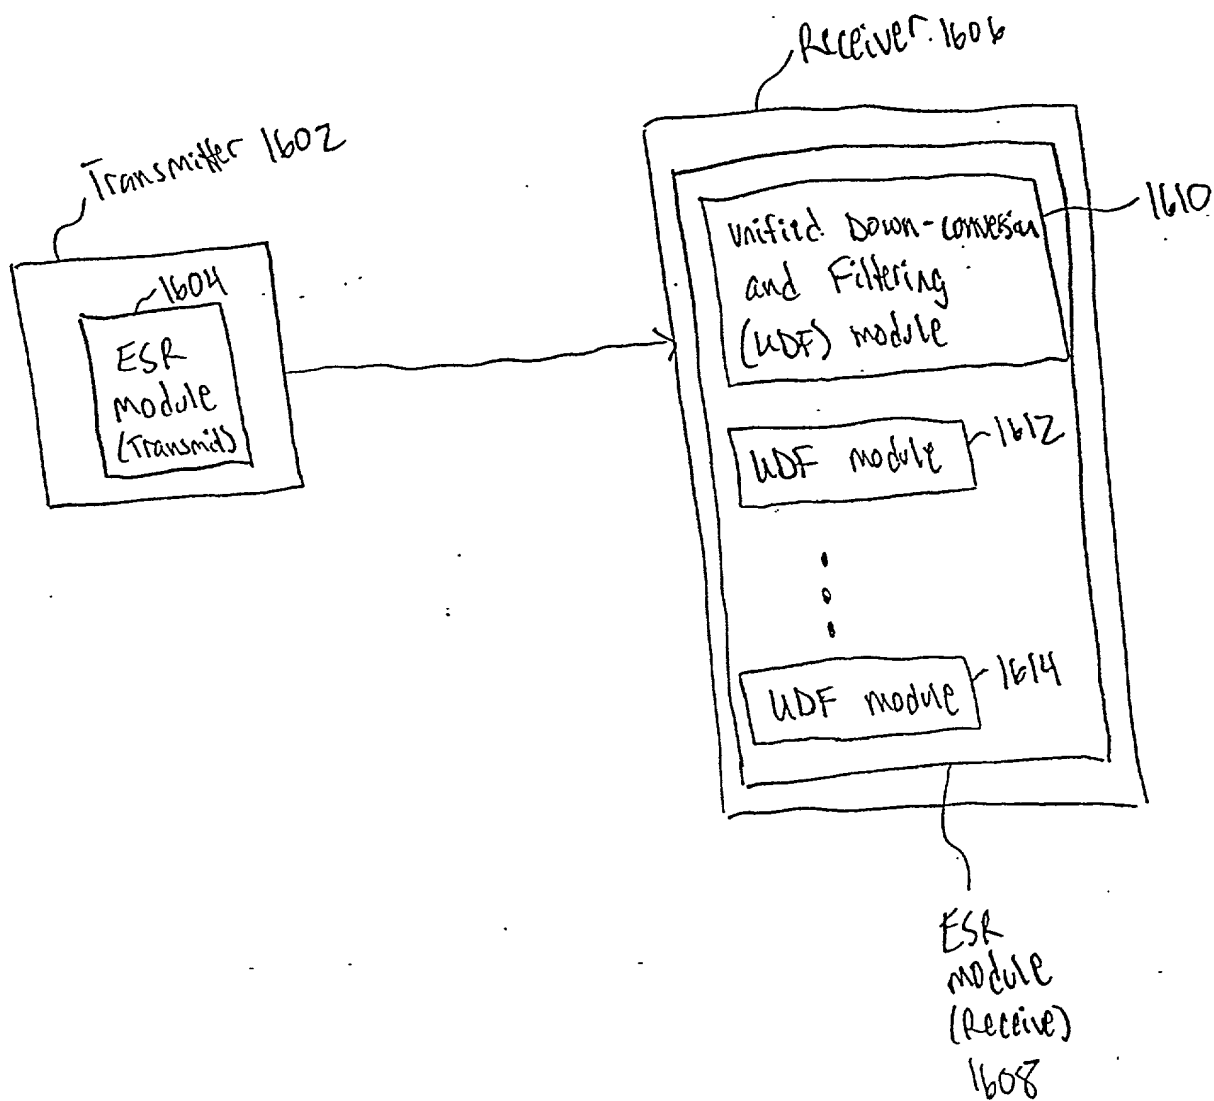 Receiver 1606
Transmitter 1602
1604
ESR
module
(Transmit)
1610
Unified Down-conversion
and Filtering
(UDF) module
1612
UDF module
1614
UDF module
ESR
module
(Receive)
1608